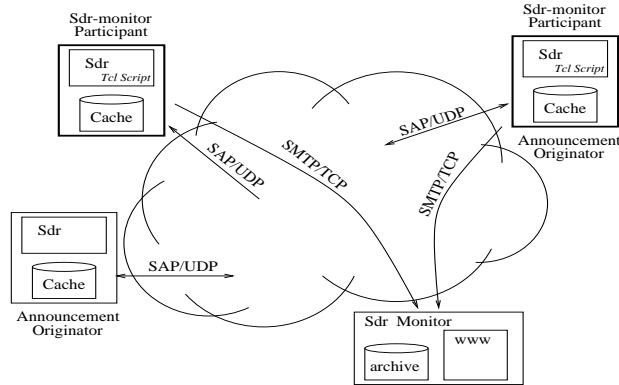 Sdr-monitor
Participant
Sdr
Tcl Script
Cache
Sdr-monitor
Participant
Sdr
Tcl Script
Cache
Announcement
Originator
SAP/UDP
SMTP/TCP
SAP/UDP
SMTP/TCP
Sdr
Cache
SAP/UDP
Announcement
Originator
Sdr Monitor
archive
www